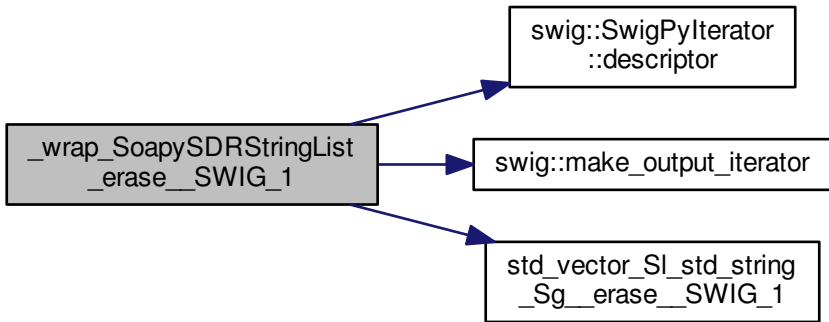 _wrap_SoapySDRStringList
_erase__SWIG_1
swig::SwigPyIterator
::descriptor
swig::make_output_iterator
std_vector_Sl_std_string
_Sg__erase__SWIG_1